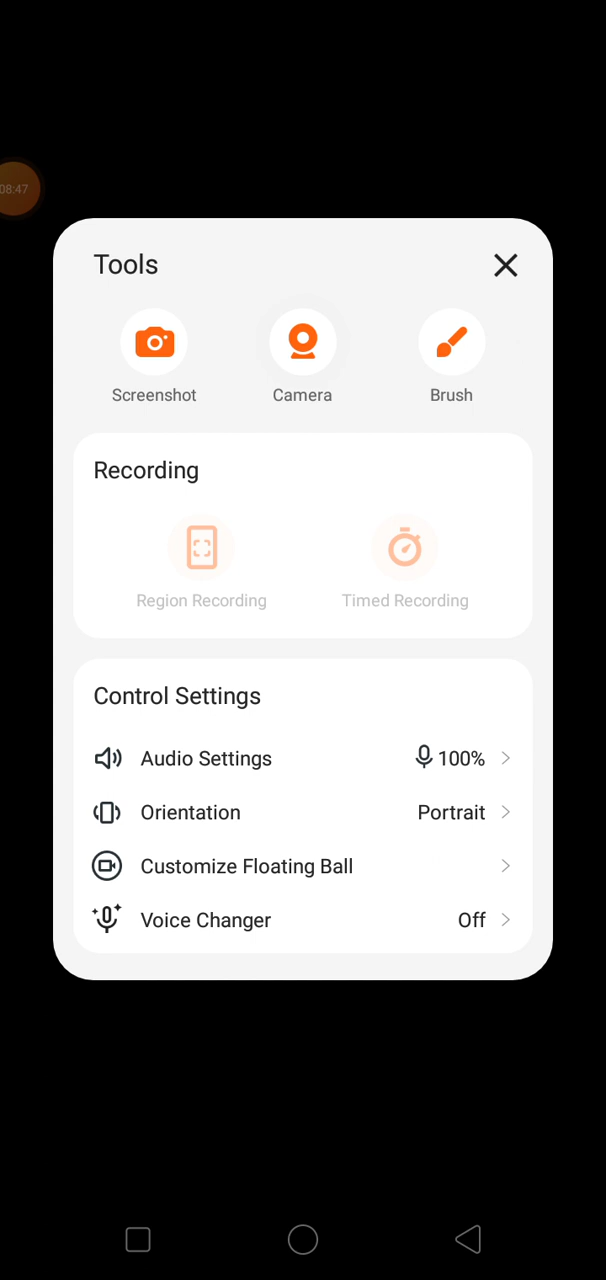 08:47
Tools
Screenshot
Camera
Brush
Recording
Region Recording
Timed Recording
Control Settings
Audio Settings 100%
Orientation Portrait
Customize Floating Ball
Voice Changer Off